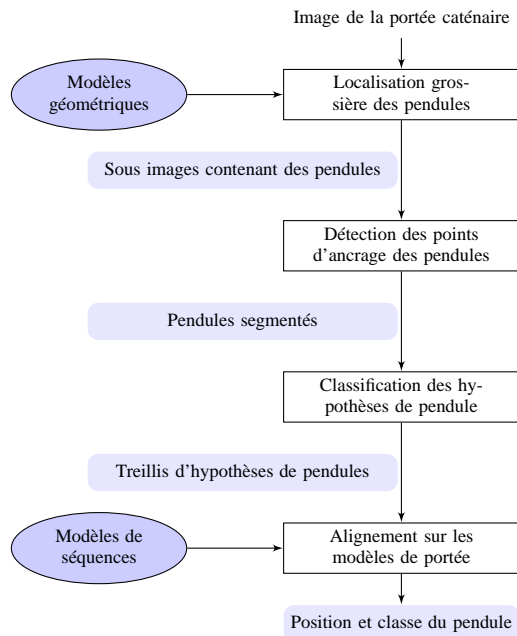 Image de la portée caténaire
Modèles
géométriques
Localisation gros-
sière des pendules
Sous images contenant des pendules
Détection des points
d'ancrage des pendules
Pendules segmentés
Classification des hy-
pothèses de pendule
Treillis d'hypothèses de pendules
Modèles de
séquences
Alignement sur les
modèles de portée
Position et classe du pendule